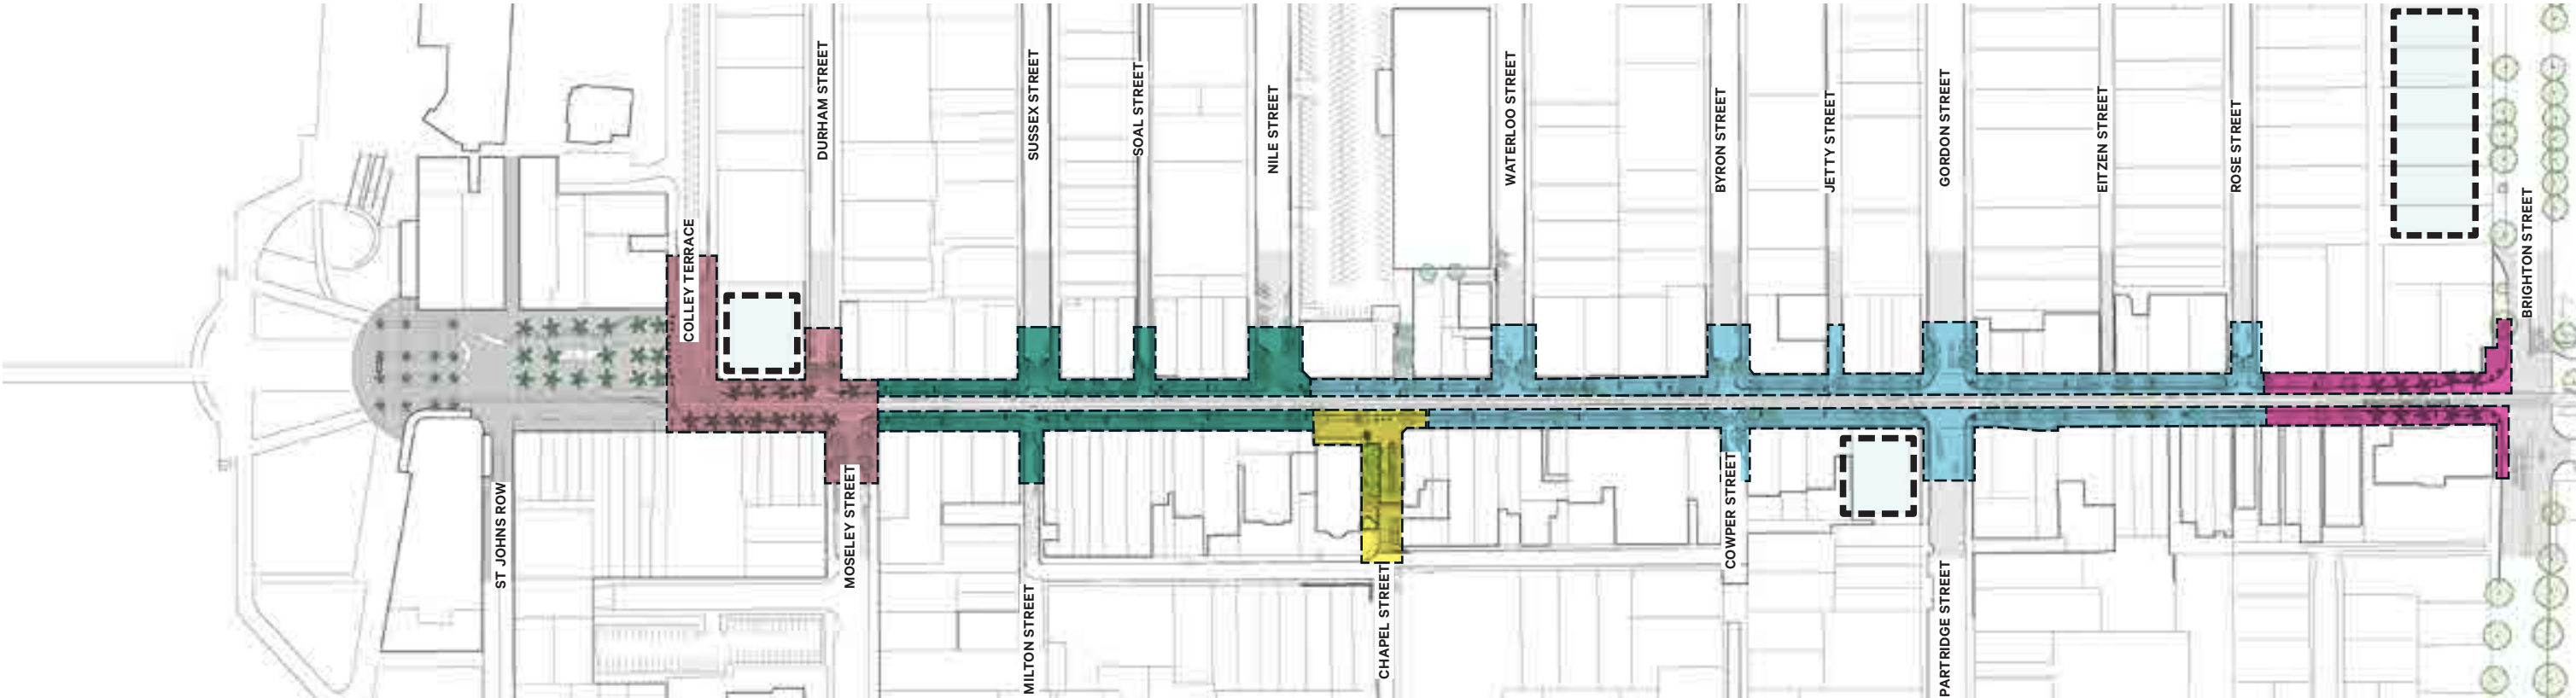 COLLEY TERRACE
DURHAM STREET
SUSSEX STREET
SOAL STREET
NILE STREET
WATERLOO STREET
BYRON STREET
JETTY STREET
GORDON STREET
EITZEN STREET
ROSE STREET
BRIGHTON STREET
ST JOHNS ROW
MOSELEY STREET
MILTON STREET
CHAPEL STREET
COWPER STREET
PARTRIDGE STREET